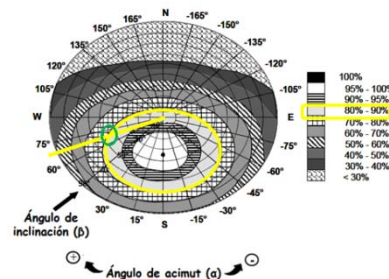 N
165° -165°
150° -150°
135° -135°
120° -120°
105° -105°
W E
75° -75°
60° -60°
-45°
30° -30°
15° -15°
S
100%
95% - 100%
90% - 95%
80% - 90%
70% - 80%
60% - 70%
50% - 60%
40% - 50%
30% - 40%
< 30%
Ángulo de
inclinación (β)
+ Ángulo de acimut (α) -